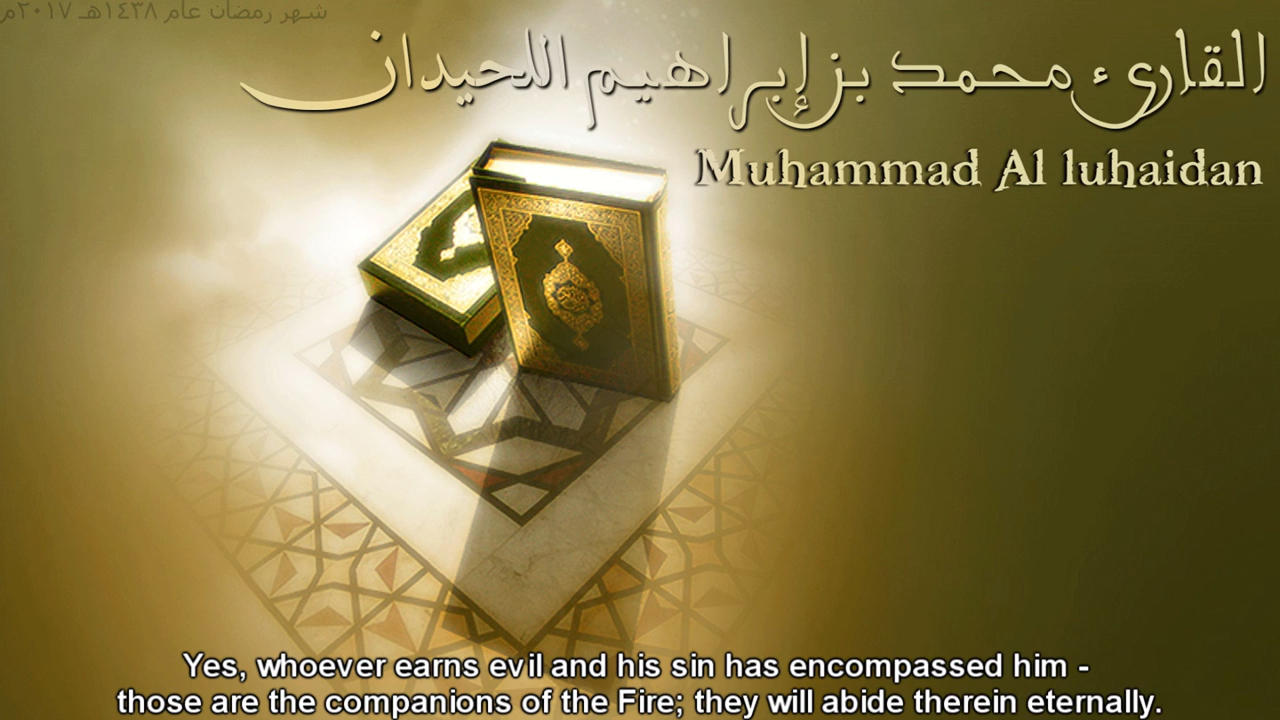 شهر رمضان عام ١٤٣٨هـ ٢٠١٧م
القارئ محمد بن إبراهيم اللحيدان
Muhammad Al luhaidan
Yes, whoever earns evil and his sin has encompassed him -
those are the companions of the Fire; they will abide therein eternally.